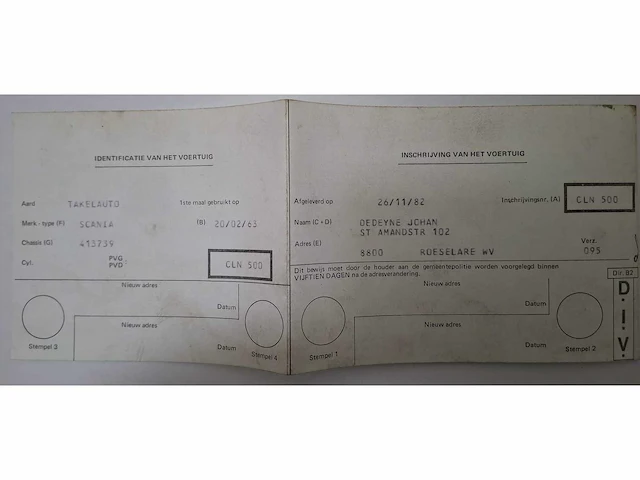 IDENTIFICATIE VAN HET VOERTUIG
Aard TAKELAUTO 1ste maal gebruikt op
Merk - type (F) SCANIA (B) 20/02/63
Chassis (G) 413739
Cyl. PVG
PVD
CLN 500
Nieuw adres
Datum
Nieuw adres
Datum
Stempel 3
Stempel 4
INSCHRIJVING VAN HET VOERTUIG
Afgeleverd op 26/11/82 Inschrijvingsnr. (A) CLN 500
Naam (C + D) DEDEYNE JOHAN
ST AMANDSTR 102
Adres (E) Verz.
8800 ROESELARE WV 095
Dit bewijs moet door de houder aan de gemeentepolitie worden voorgelegd binnen
VIJFTIEN DAGEN na de adresverandering.
Dir. B2
D.I.V.
Nieuw adres
Datum
Nieuw adres
Datum
Stempel 1
Stempel 2